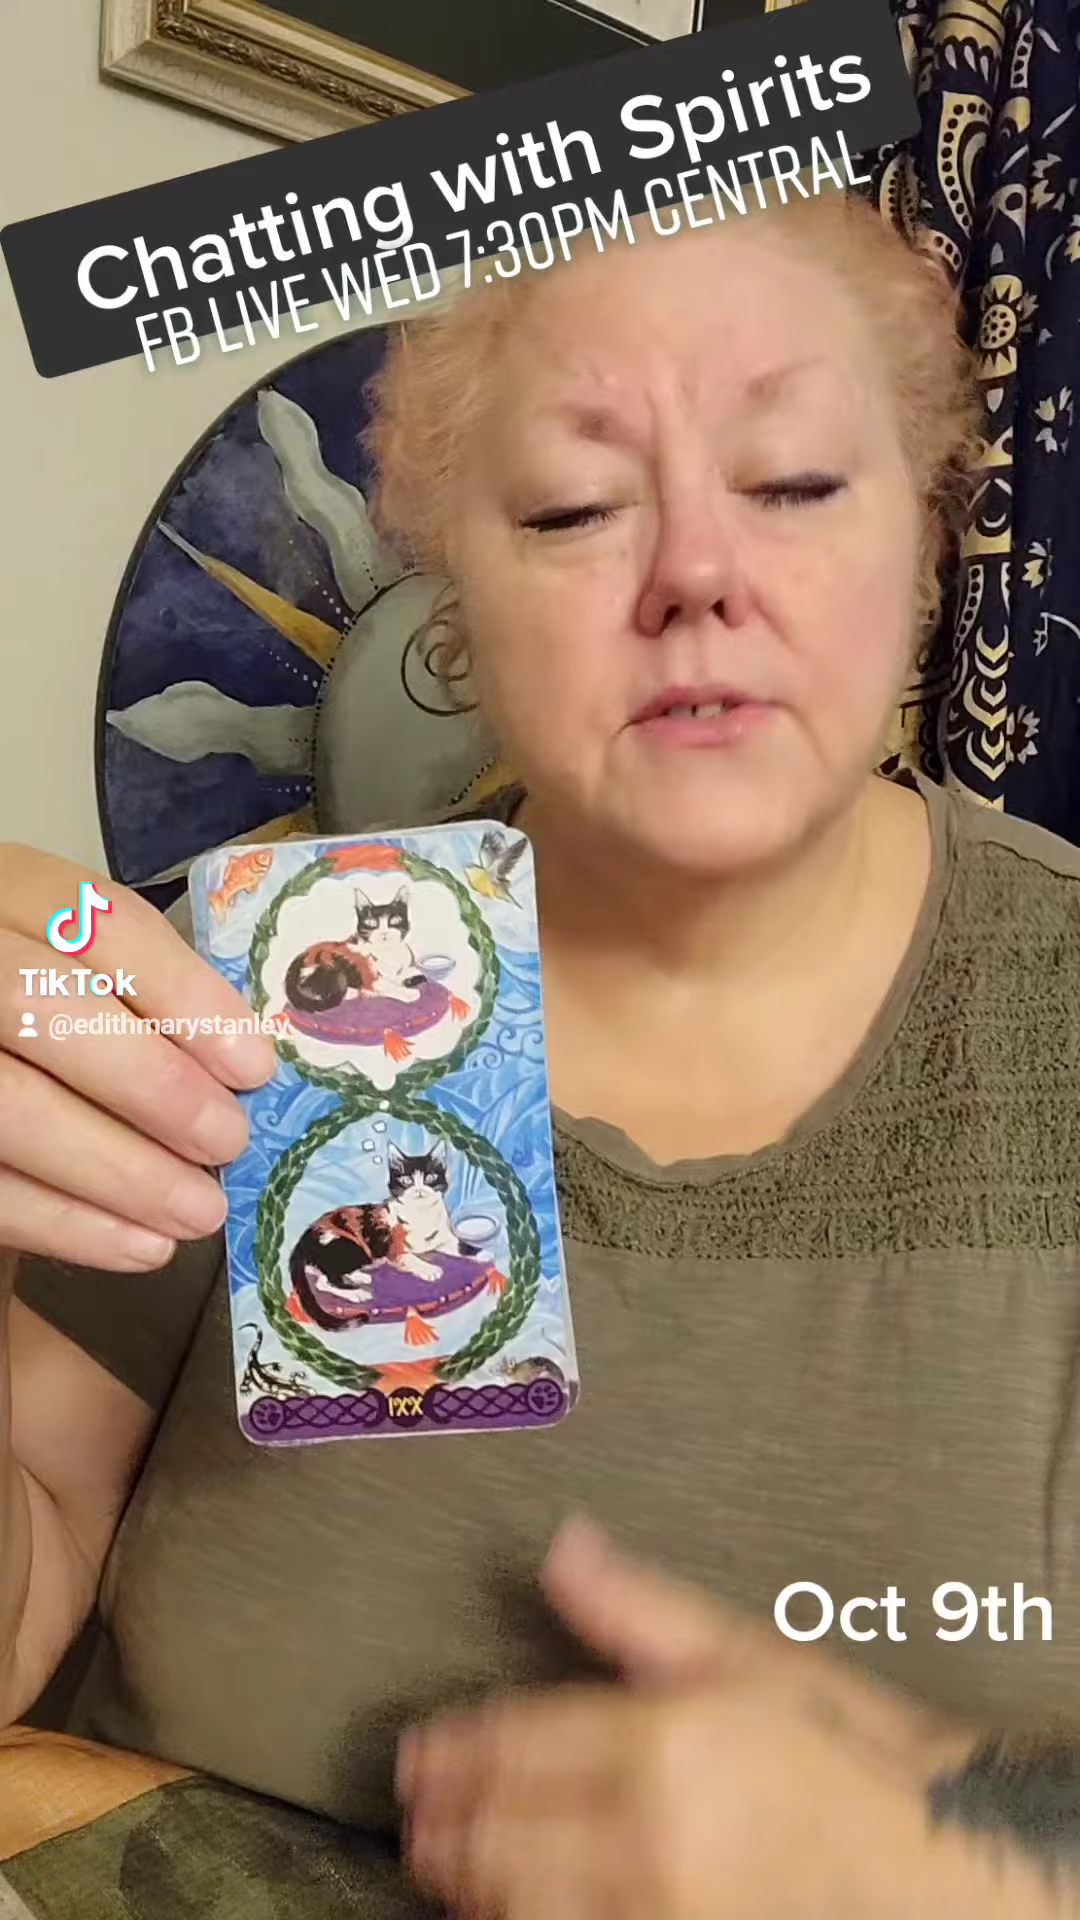 Chatting with Spirits
FB LIVE WED 7:30PM CENTRAL
TikTok
@edithmarystanley
IXX
Oct 9th